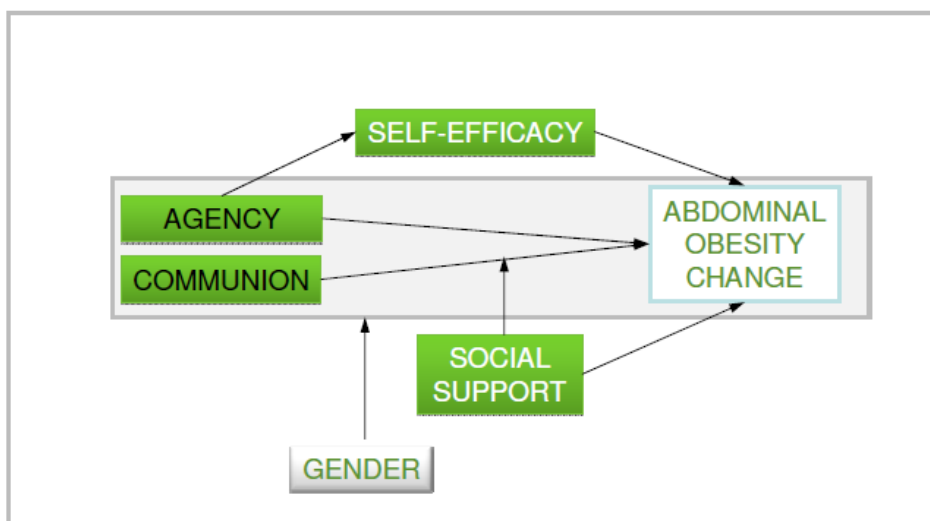 SELF-EFFICACY
AGENCY
COMMUNION
ABDOMINAL
OBESITY
CHANGE
SOCIAL
SUPPORT
GENDER